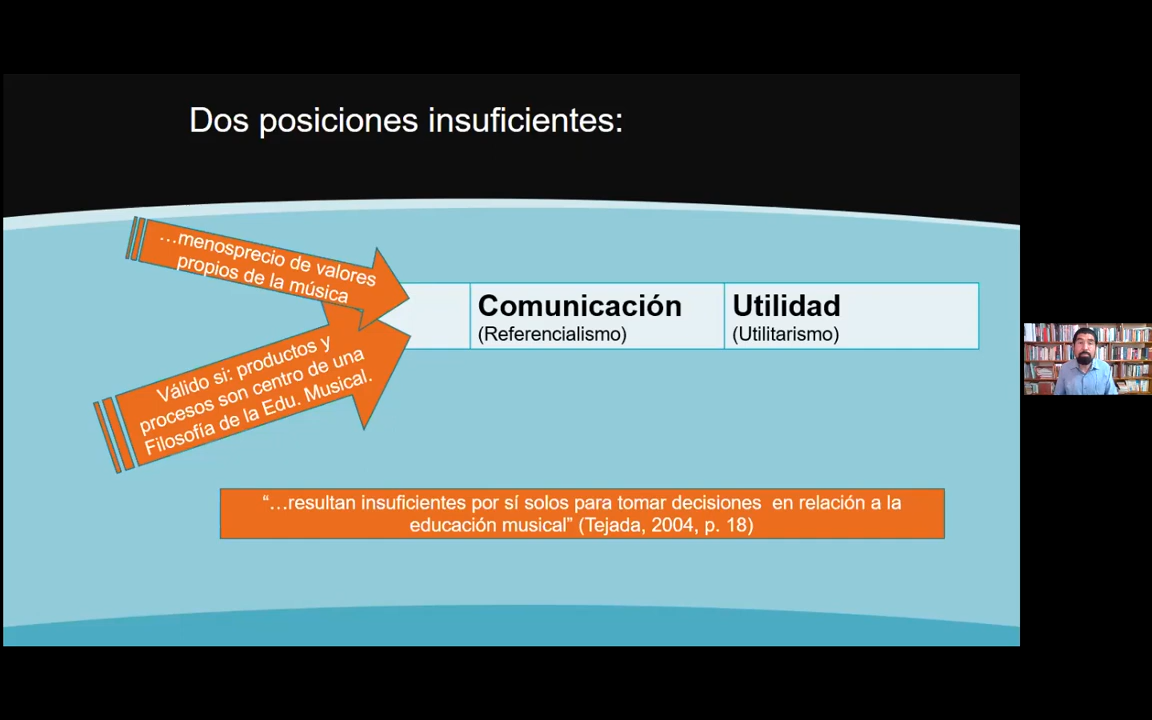 Dos posiciones insuficientes:
…menosprecio de valores
propios de la música
Comunicación
(Referencialismo)
Utilidad
(Utilitarismo)
Válido si: productos y
procesos son centro de una
Filosofía de la Edu. Musical.
“…resultan insuficientes por sí solos para tomar decisiones  en relación a la
educación musical” (Tejada, 2004, p. 18)